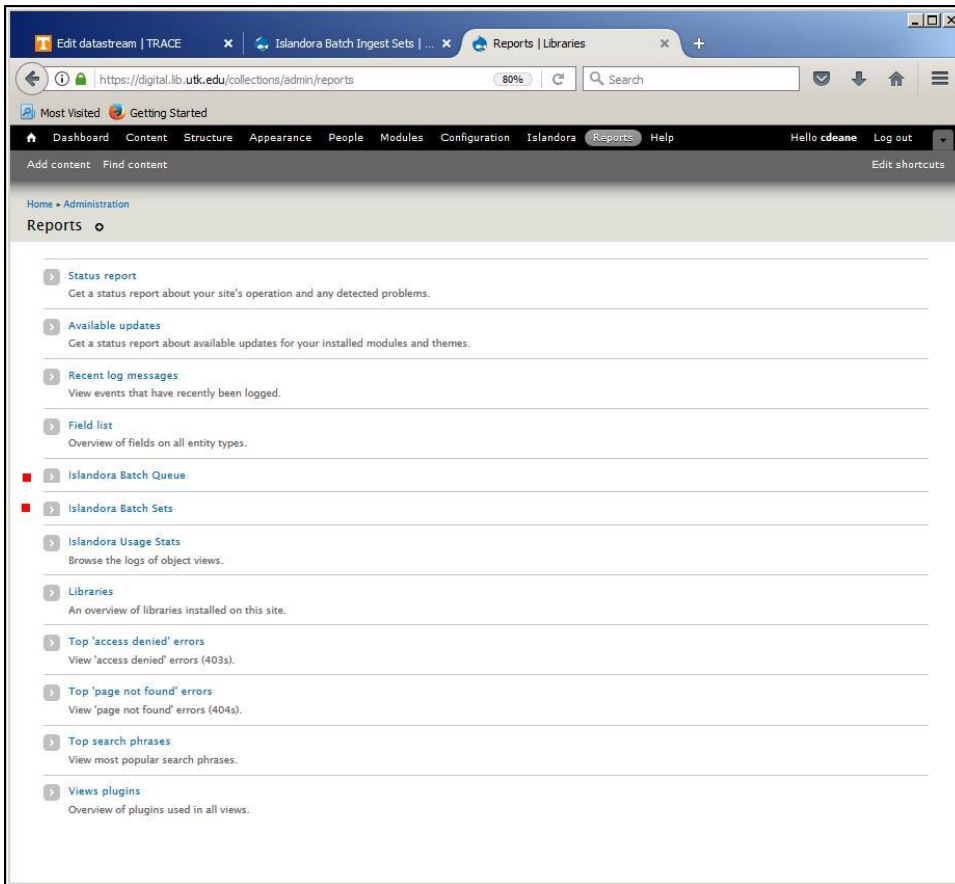 Edit datastream | TRACE
Islandora Batch Ingest Sets | ...
Reports | Libraries
https://digital.lib.utk.edu/collections/admin/reports
80%
Search
Most Visited
Getting Started
Dashboard Content Structure Appearance People Modules Configuration Islandora Reports Help Hello cdeane Log out
Add content Find content Edit shortcuts
Home » Administration
Reports
Status report
Get a status report about your site's operation and any detected problems.
Available updates
Get a status report about available updates for your installed modules and themes.
Recent log messages
View events that have recently been logged.
Field list
Overview of fields on all entity types.
Islandora Batch Queue
Islandora Batch Sets
Islandora Usage Stats
Browse the logs of object views.
Libraries
An overview of libraries installed on this site.
Top 'access denied' errors
View 'access denied' errors (403s).
Top 'page not found' errors
View 'page not found' errors (404s).
Top search phrases
View most popular search phrases.
Views plugins
Overview of plugins used in all views.